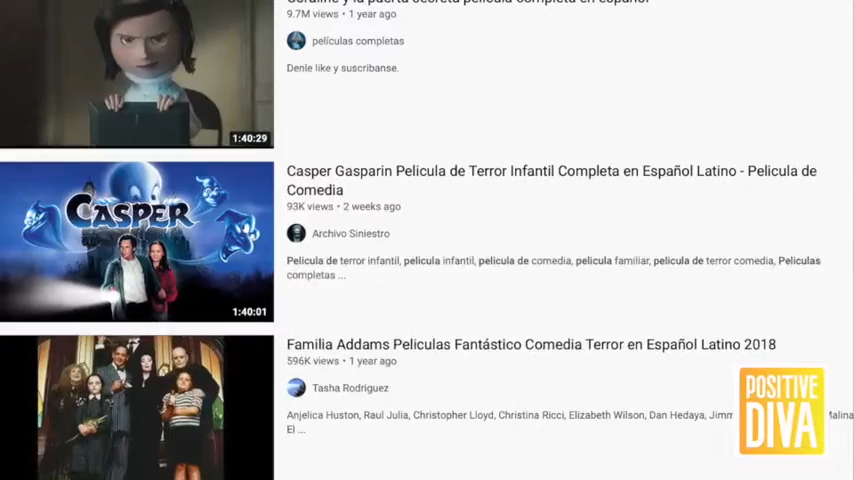 9.7M views • 1 year ago
películas completas
Denle like y suscribanse.
1:40:29
Casper Gasparin Pelicula de Terror Infantil Completa en Español Latino - Pelicula de
Comedia
93K views • 2 weeks ago
CASPER
Archivo Siniestro
Pelicula de terror infantil, pelicula infantil, pelicula de comedia, pelicula familiar, pelicula de terror comedia, Peliculas
completas ...
1:40:01
Familia Addams Peliculas Fantástico Comedia Terror en Español Latino 2018
596K views • 1 year ago
Tasha Rodriguez
Anjelica Huston, Raul Julia, Christopher Lloyd, Christina Ricci, Elizabeth Wilson, Dan Hedaya,
El ...
POSITIVE
DIVA